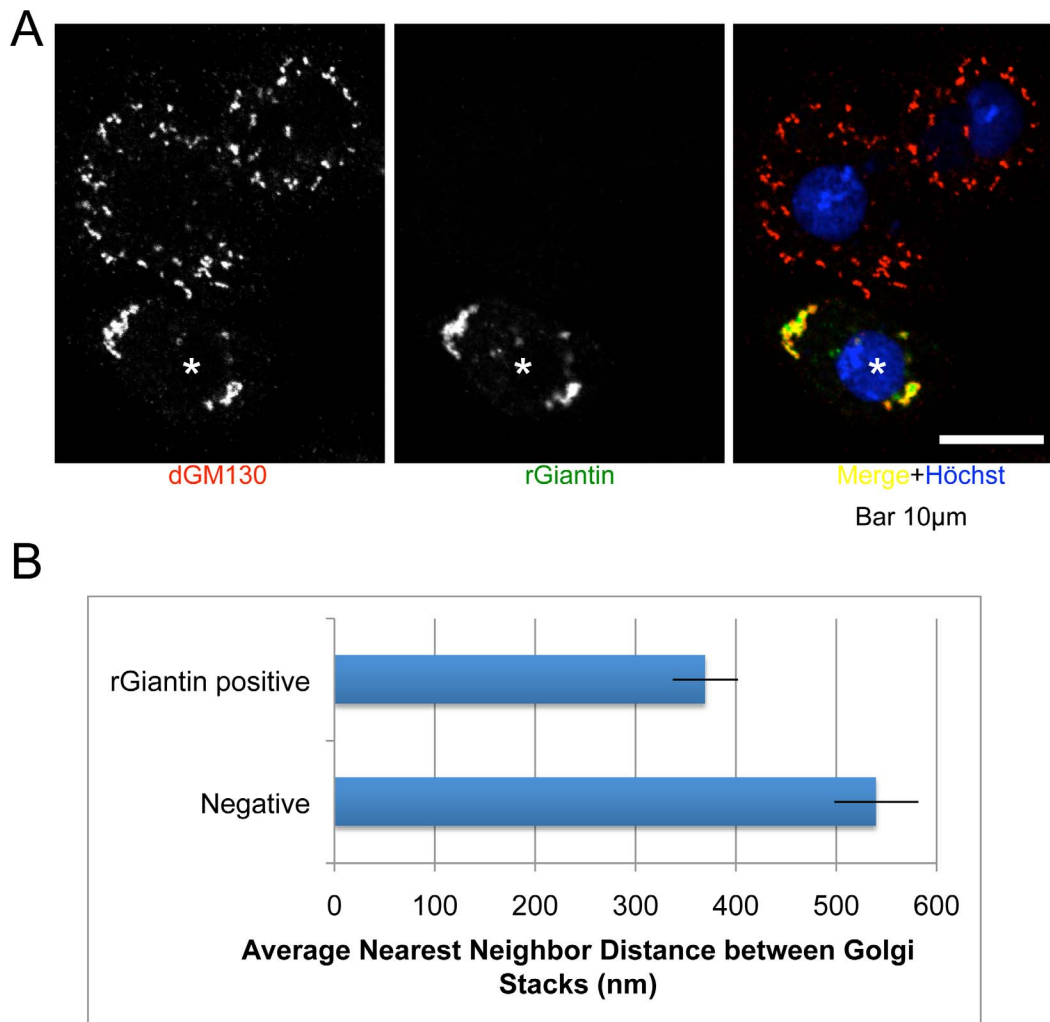 A
*
*
*
dGM130
rGiantin
Merge+Höchst
Bar 10µm
B
rGiantin positive
Negative
0 100 200 300 400 500 600
Average Nearest Neighbor Distance between Golgi
Stacks (nm)